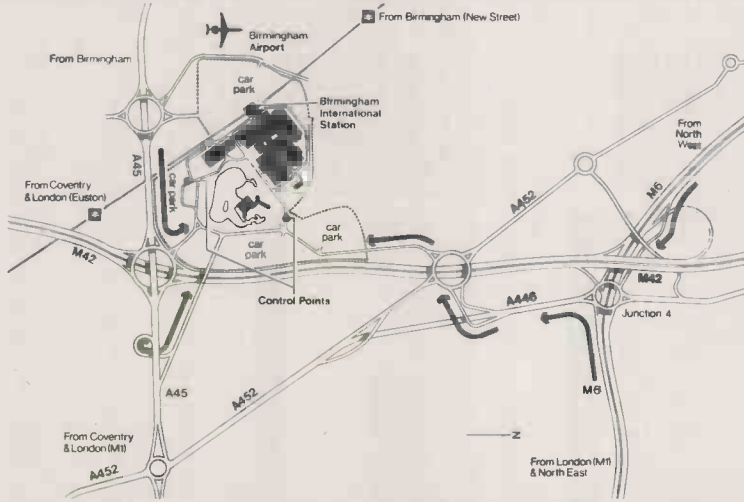 From Birmingham (New Street)
Birmingham
Airport
From Birmingham
car
park
Birmingham
International
Station
From
North
West
A45
car park
M6
From Coventry
& London (Euston)
A452
M42
car
park
car
park
M42
Control Points
A446
Junction 4
A45
A452
M6
From Coventry
& London (M1)
N
A452
From London (M1)
& North East